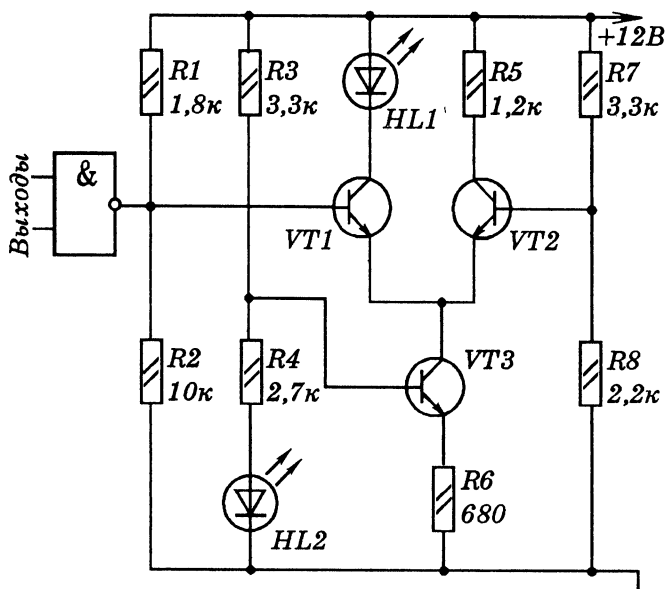 +12В
R1
1,8к
R3
3,3к
HL1
R5
1,2к
R7
3,3к
&
Выходы
VT1
VT2
R2
10к
R4
2,7к
VT3
R8
2,2к
R6
680
HL2